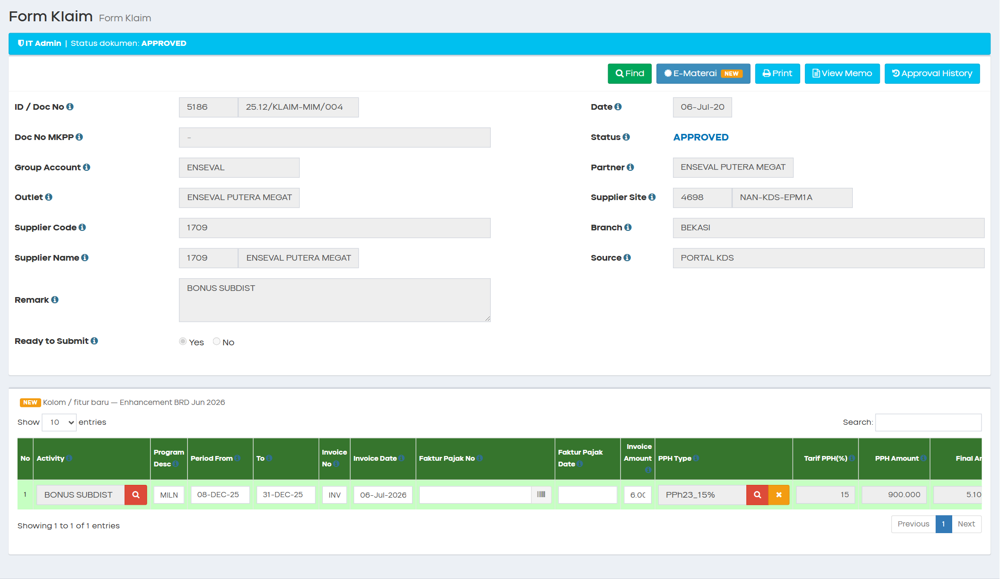 Form Klaim Form Klaim
IT Admin | Status dokumen: APPROVED
Find E-Materai NEW Print View Memo Approval History
ID / Doc No 5186 25.12/KLAIM-MIM/004 Date 06-Jul-20
Doc No MKPP - Status APPROVED
Group Account ENSEVAL Partner ENSEVAL PUTERA MEGAT
Outlet ENSEVAL PUTERA MEGAT Supplier Site 4698 NAN-KDS-EPM1A
Supplier Code 1709 Branch BEKASI
Supplier Name 1709 ENSEVAL PUTERA MEGAT Source PORTAL KDS
Remark BONUS SUBDIST
Ready to Submit Yes No
NEW Kolom / fitur baru — Enhancement BRD Jun 2026
Show 10 entries Search:
No Activity Program Desc Period From To Invoice No Invoice Date Faktur Pajak No Faktur Pajak Date Invoice Amount PPH Type Tarif PPH(%) PPH Amount Final Ar
1 BONUS SUBDIST MILN 08-DEC-25 31-DEC-25 INV 06-Jul-2026 6.00 PPh23_15% 15 900.000 5.10
Showing 1 to 1 of 1 entries Previous 1 Next